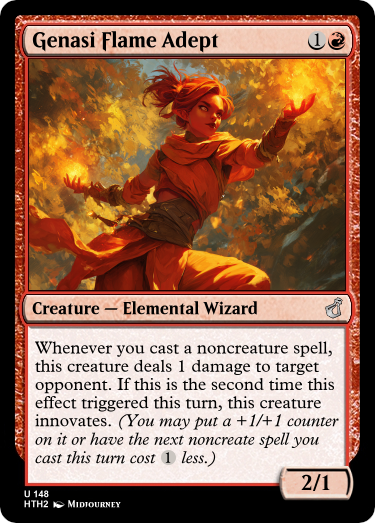 Genasi Flame Adept 1
Creature — Elemental Wizard
Whenever you cast a noncreature spell,
this creature deals 1 damage to target
opponent. If this is the second time this
effect triggered this turn, this creature
innovates. (You may put a +1/+1 counter
on it or have the next noncreate spell you
cast this turn cost 1 less.)
2/1
U 148
HTH2 Midjourney